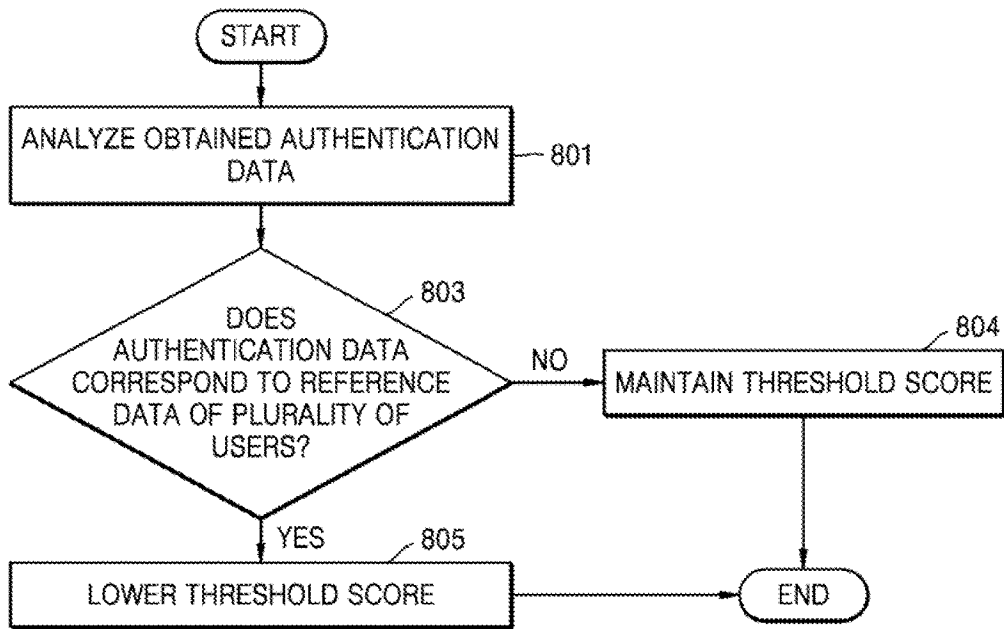 START
ANALYZE OBTAINED AUTHENTICATION
DATA
801
803
DOES
AUTHENTICATION DATA
CORRESPOND TO REFERENCE
DATA OF PLURALITY OF
USERS?
NO
804
MAINTAIN THRESHOLD SCORE
YES
805
LOWER THRESHOLD SCORE
END